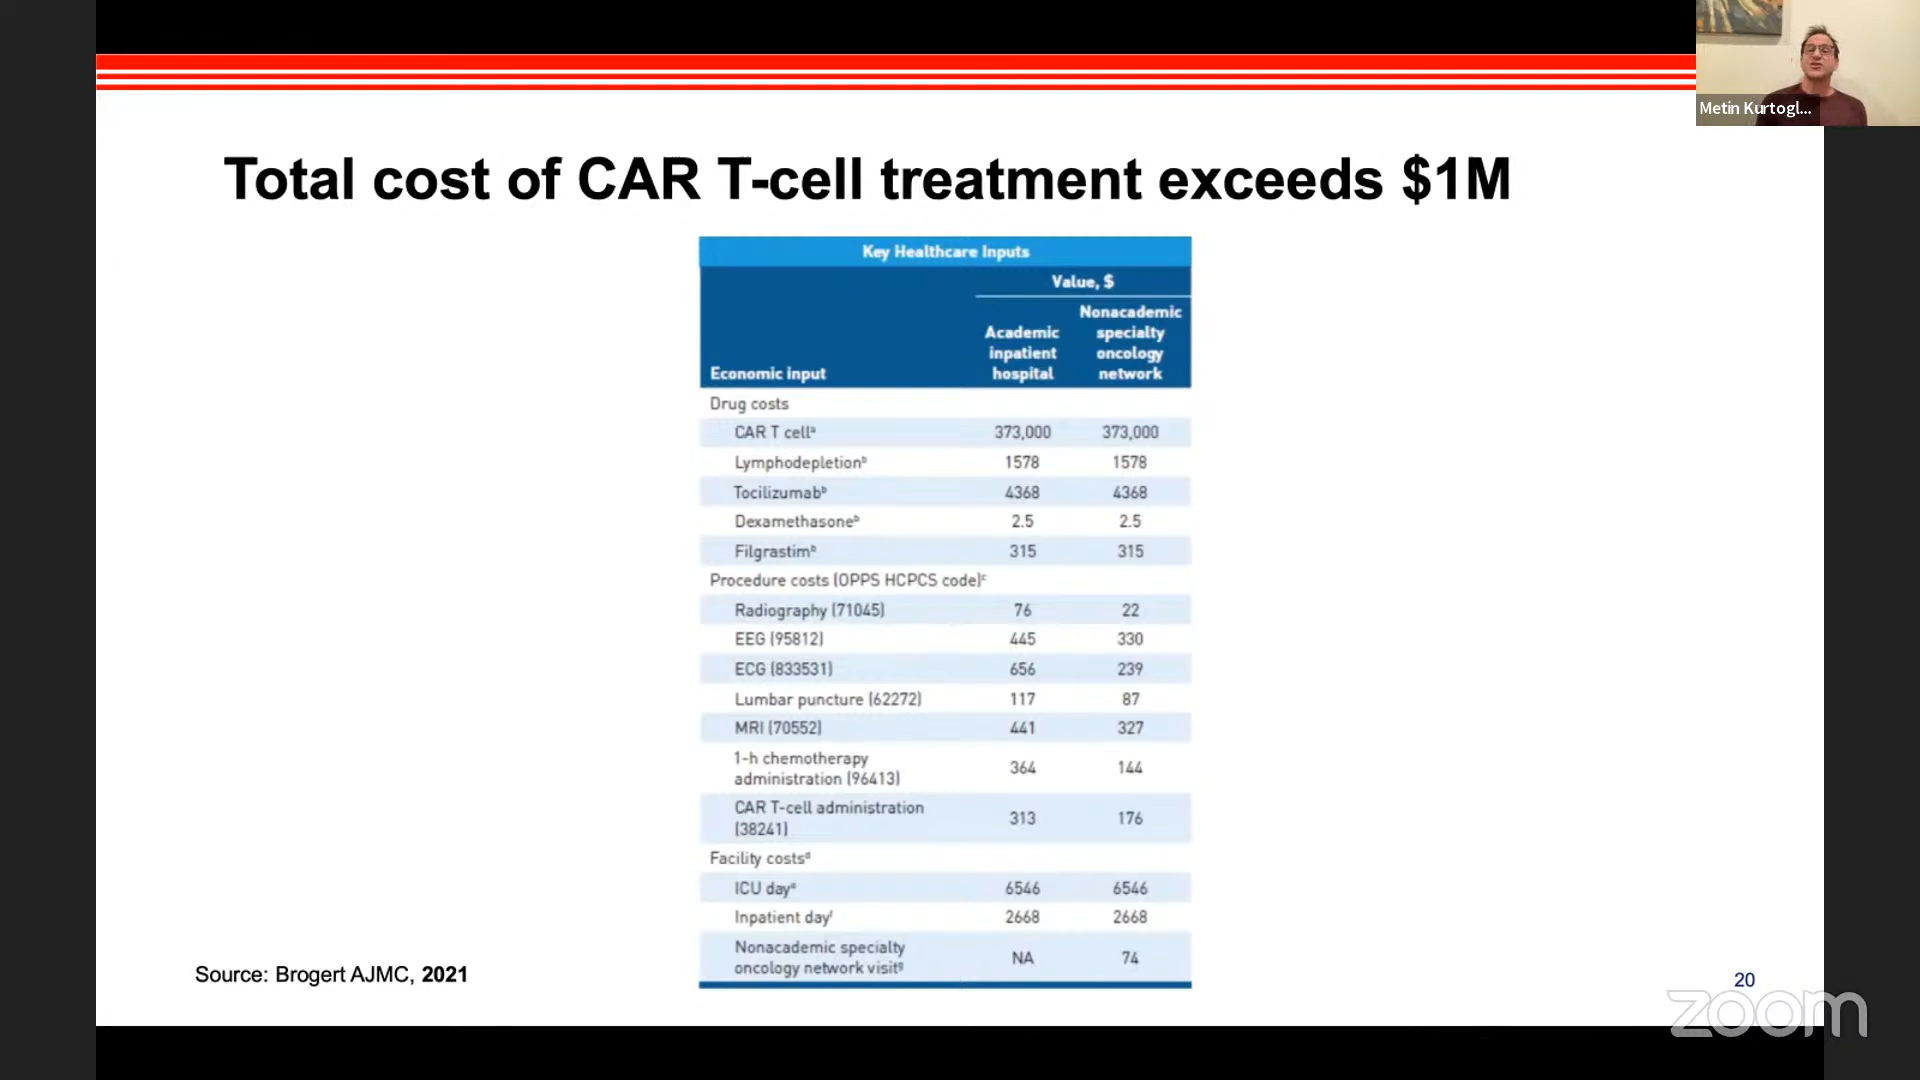 Metin Kurtogl...
Total cost of CAR T-cell treatment exceeds $1M
Key Healthcare Inputs
Value, $
Economic input
Academic inpatient hospital
Nonacademic specialty oncology network
Drug costs
CAR T cellᵃ 373,000 373,000
Lymphodepletionᵇ 1578 1578
Tocilizumabᵇ 4368 4368
Dexamethasoneᵇ 2.5 2.5
Filgrastimᵇ 315 315
Procedure costs (OPPS HCPCS code)ᶜ
Radiography (71045) 76 22
EEG (95812) 445 330
ECG (833531) 656 239
Lumbar puncture (62272) 117 87
MRI (70552) 441 327
1-h chemotherapy
administration (96413) 364 144
CAR T-cell administration
(38241) 313 176
Facility costsᵈ
ICU dayᵉ 6546 6546
Inpatient dayᶠ 2668 2668
Nonacademic specialty
oncology network visitᵍ NA 74
Source: Brogert AJMC, 2021
20
zoom